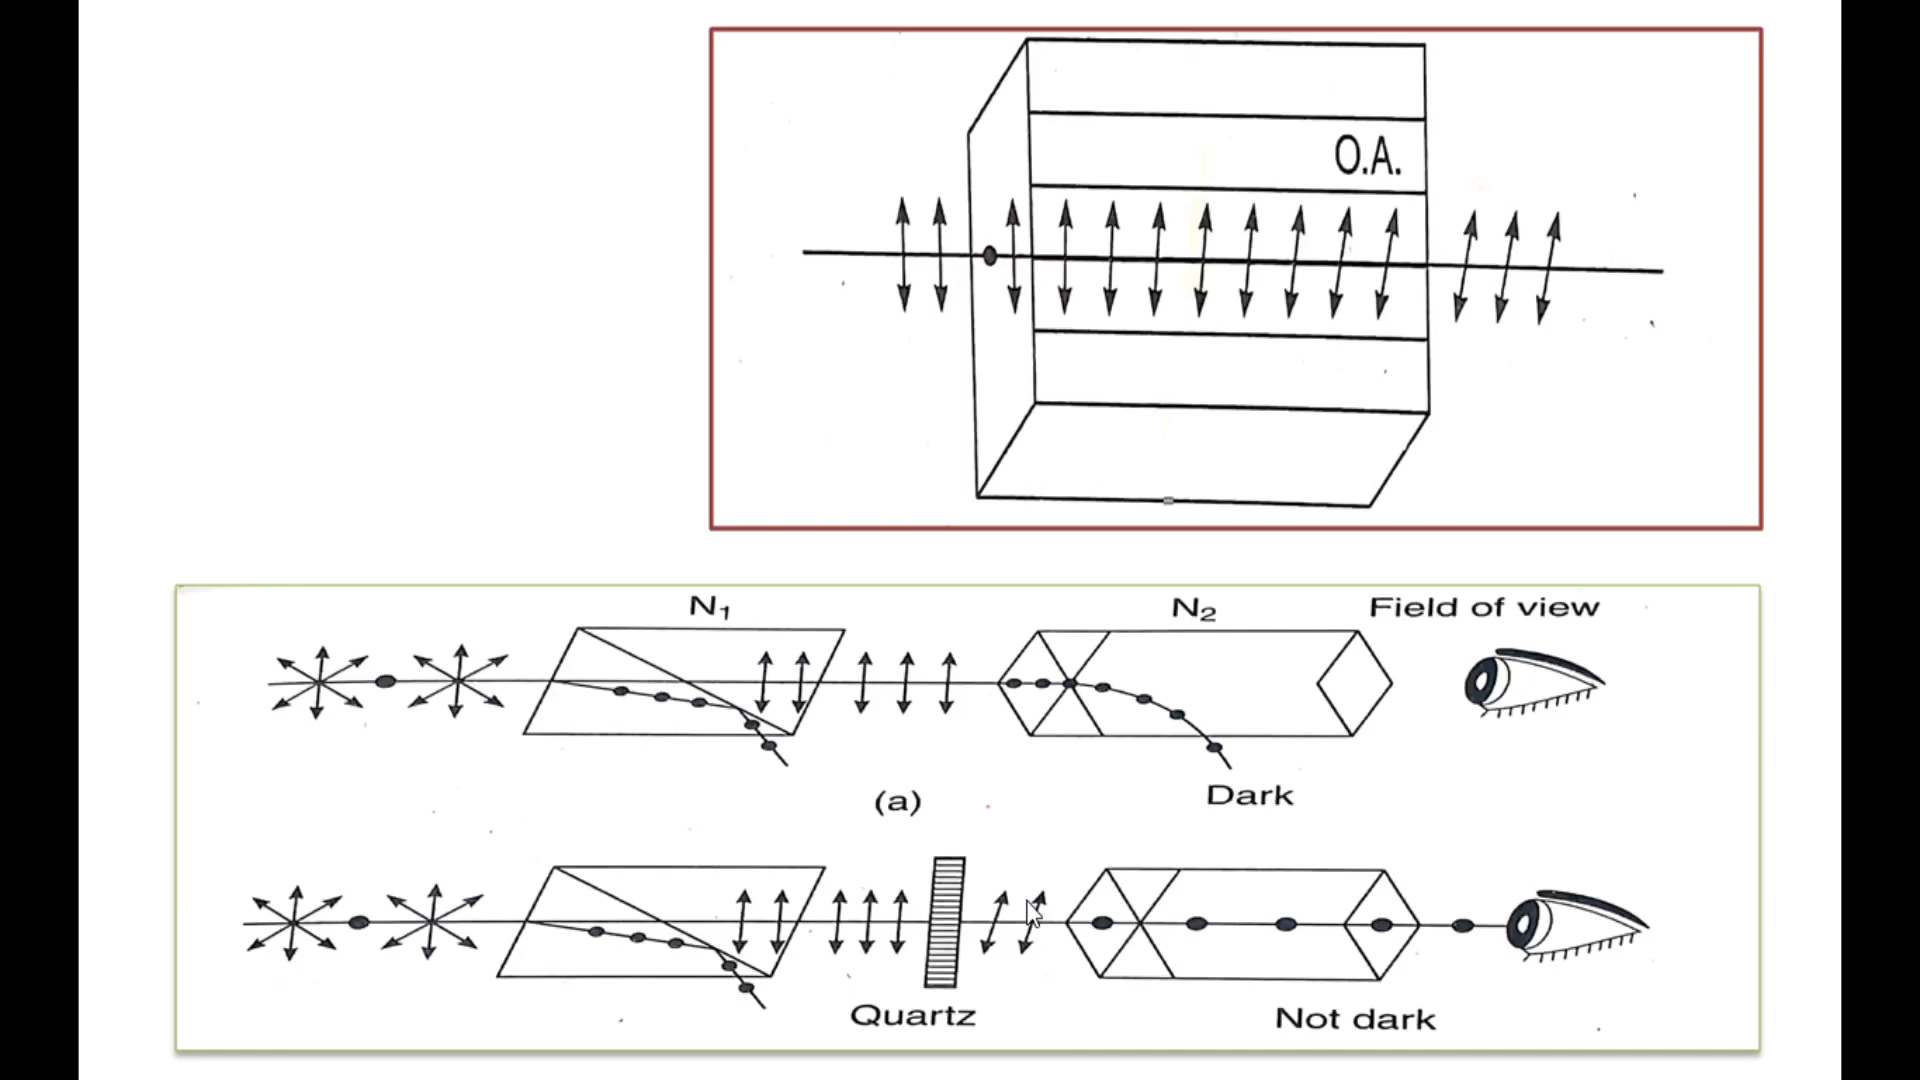 O.A.
N₁
N₂
Field of view
(a)
Dark
Quartz
Not dark